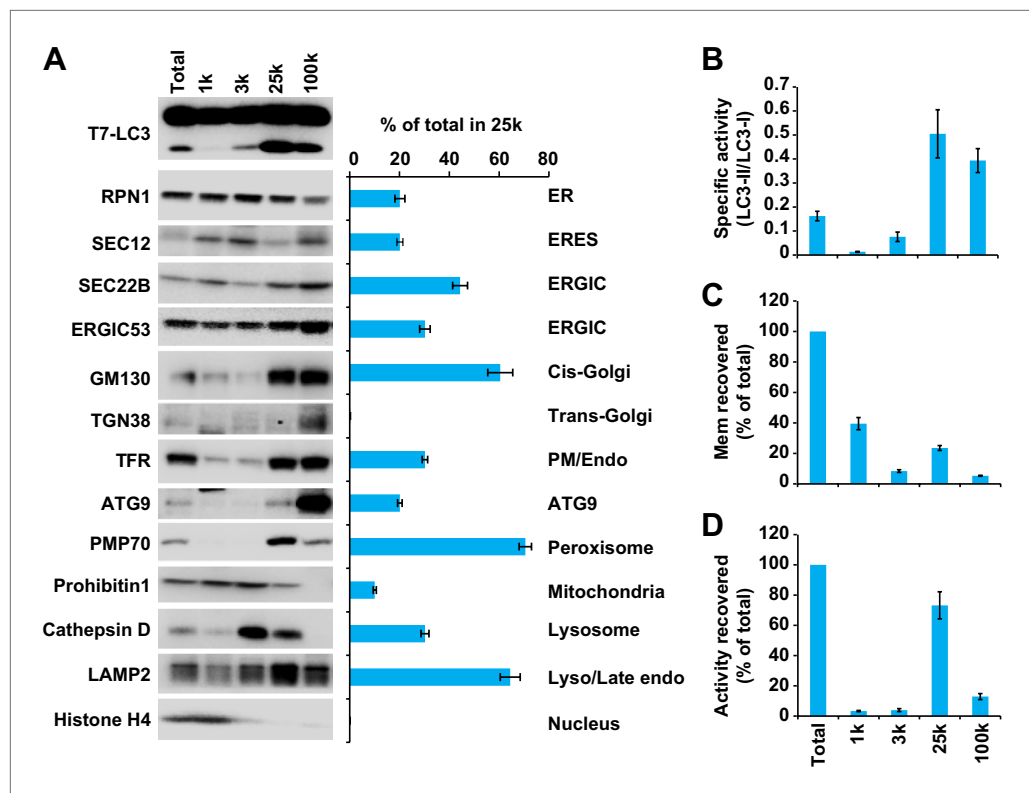 A
Total
1k
3k
25k
100k
T7-LC3
RPN1
SEC12
SEC22B
ERGIC53
GM130
TGN38
TFR
ATG9
PMP70
Prohibitin1
Cathepsin D
LAMP2
Histone H4
% of total in 25k
0 20 40 60 80
ER
ERES
ERGIC
ERGIC
Cis-Golgi
Trans-Golgi
PM/Endo
ATG9
Peroxisome
Mitochondria
Lysosome
Lyso/Late endo
Nucleus
B
Specific activity
(LC3-II/LC3-I)
0.7
0.6
0.5
0.4
0.3
0.2
0.1
0
C
Mem recovered
(% of total)
120
100
80
60
40
20
0
D
Activity recovered
(% of total)
120
100
80
60
40
20
0
Total
1k
3k
25k
100k